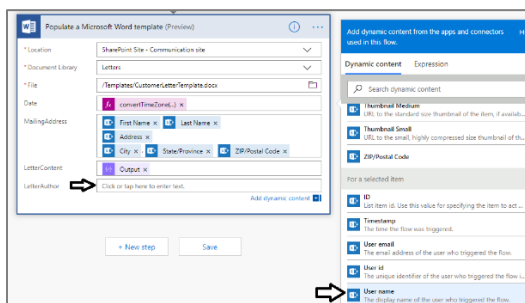 Populate a Microsoft Word template (Preview)
* Location
SharePoint Site - Communication site
* Document Library
Letters
* File
/Templates/CustomerLetterTemplate.docx
Date
fx convertTimeZone(...) ×
MailingAddress
First Name × Last Name ×
Address ×
City × , State/Province × ZIP/Postal Code ×
LetterContent
Output ×
LetterAuthor
Click or tap here to enter text.
Add dynamic content
+ New step
Save
Add dynamic content from the apps and connectors
used in this flow.
H
Dynamic content
Expression
Search dynamic content
Thumbnail Medium
URL to the standard size thumbnail of the item, if availab...
Thumbnail Small
URL to the small, highly compressed size thumbnail of th...
ZIP/Postal Code
For a selected item
ID
List item id. Use this value for specifying the item to act ...
Timestamp
The time the flow was triggered.
User email
The email address of the user who triggered the flow.
User id
The unique identifier of the user who triggered the flow i...
User name
The display name of the user who triggered the flow.